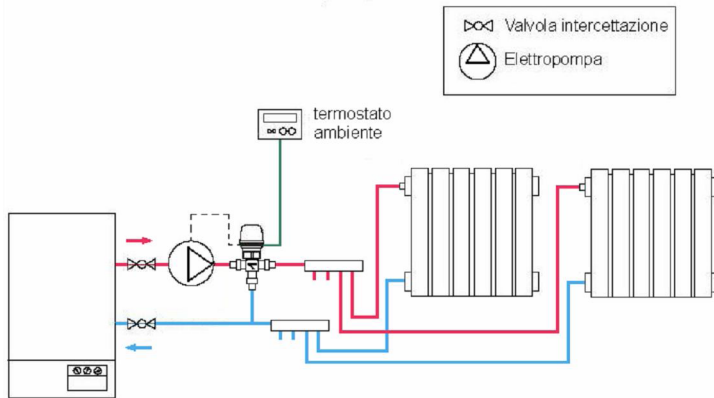 Valvola intercettazione
Elettropompa
termostato
ambiente